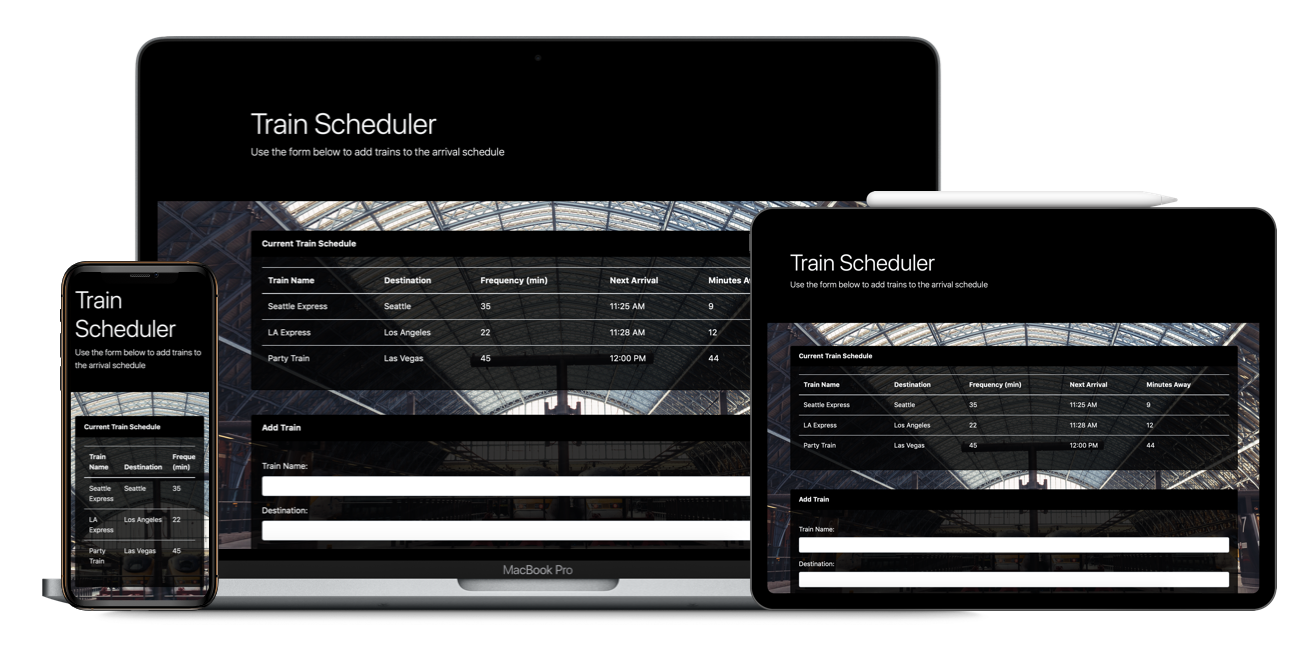 Train Scheduler
Use the form below to add trains to the arrival schedule
Current Train Schedule
Train Name Destination Frequency (min) Next Arrival Minutes A
Seattle Express Seattle 35 11:25 AM 9
LA Express Los Angeles 22 11:28 AM 12
Party Train Las Vegas 45 12:00 PM 44
Add Train
Train Name:
Destination:
MacBook Pro
Train
Scheduler
Use the form below to add trains to
the arrival schedule
Current Train Schedule
Train
Name Destination Freque
(min)
Seattle
Express Seattle 35
LA
Express Los Angeles 22
Party
Train Las Vegas 45
Train Scheduler
Use the form below to add trains to the arrival schedule
Current Train Schedule
Train Name Destination Frequency (min) Next Arrival Minutes Away
Seattle Express Seattle 35 11:25 AM 9
LA Express Los Angeles 22 11:28 AM 12
Party Train Las Vegas 45 12:00 PM 44
Add Train
Train Name:
Destination: